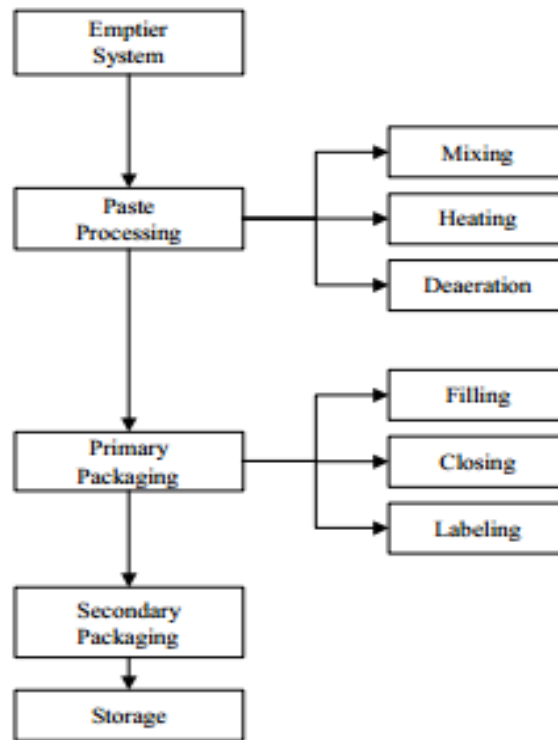 Emptier
System
Mixing
Paste
Processing
Heating
Deaeration
Filling
Primary
Packaging
Closing
Labeling
Secondary
Packaging
Storage